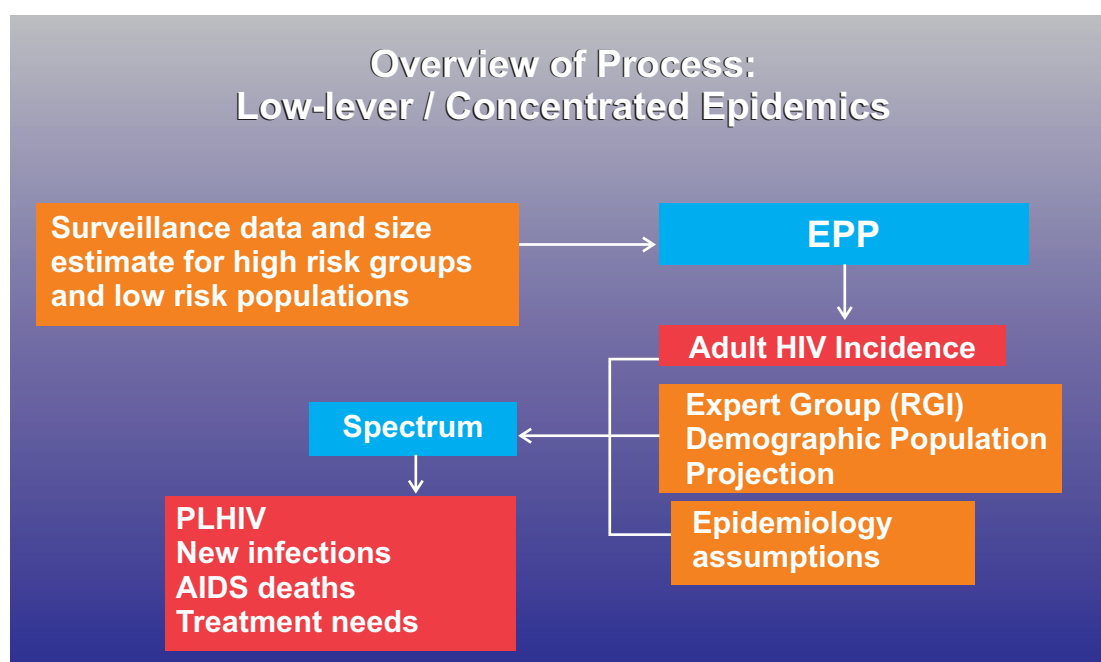 Overview of Process:
Low-lever / Concentrated Epidemics
Surveillance data and size
estimate for high risk groups
and low risk populations
EPP
Adult HIV Incidence
Expert Group (RGI)
Demographic Population
Projection
Spectrum
Epidemiology
assumptions
PLHIV
New infections
AIDS deaths
Treatment needs